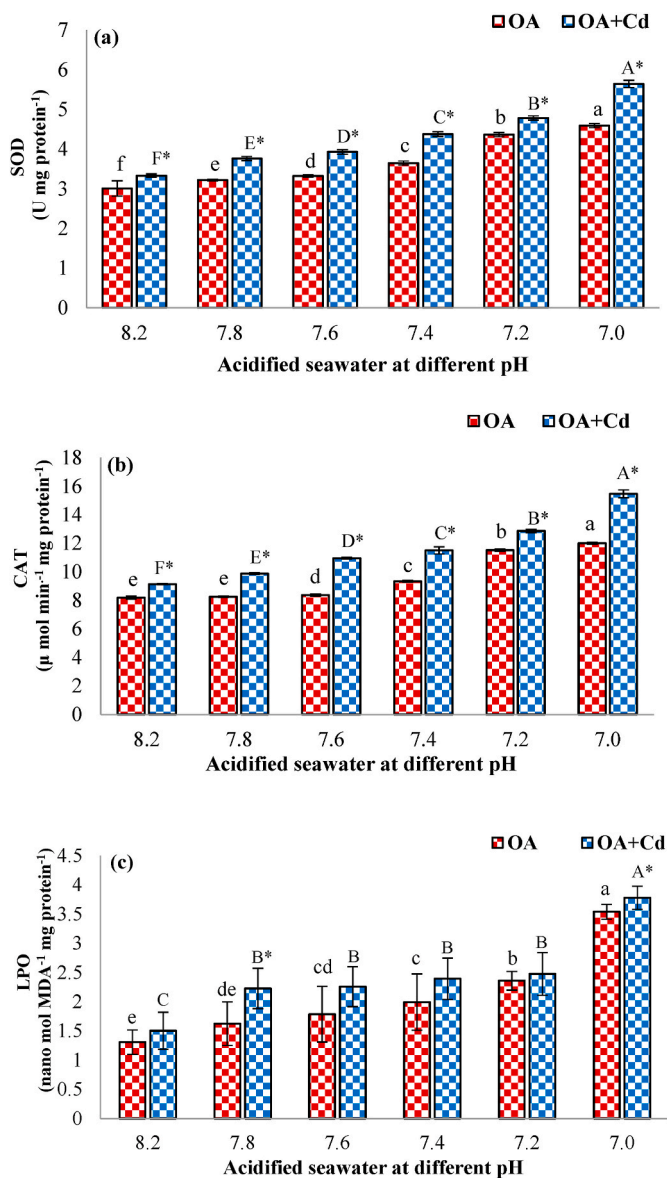 (a)
OA OA+Cd
7
6
5
4
3
2
1
0
SOD
(U mg protein⁻¹)
f F* e E* d D* c C* b B* a A*
8.2 7.8 7.6 7.4 7.2 7.0
Acidified seawater at different pH
OA OA+Cd
(b)
18
16
14
12
10
8
6
4
2
0
CAT
(µ mol min⁻¹ mg protein⁻¹)
e F* e E* d D* c C* b B* a A*
8.2 7.8 7.6 7.4 7.2 7.0
Acidified seawater at different pH
OA OA+Cd
(c)
4.5
4
3.5
3
2.5
2
1.5
1
0.5
0
LPO
(nano mol MDA⁻¹ mg protein⁻¹)
e C de B* cd B c B b B a A*
8.2 7.8 7.6 7.4 7.2 7.0
Acidified seawater at different pH